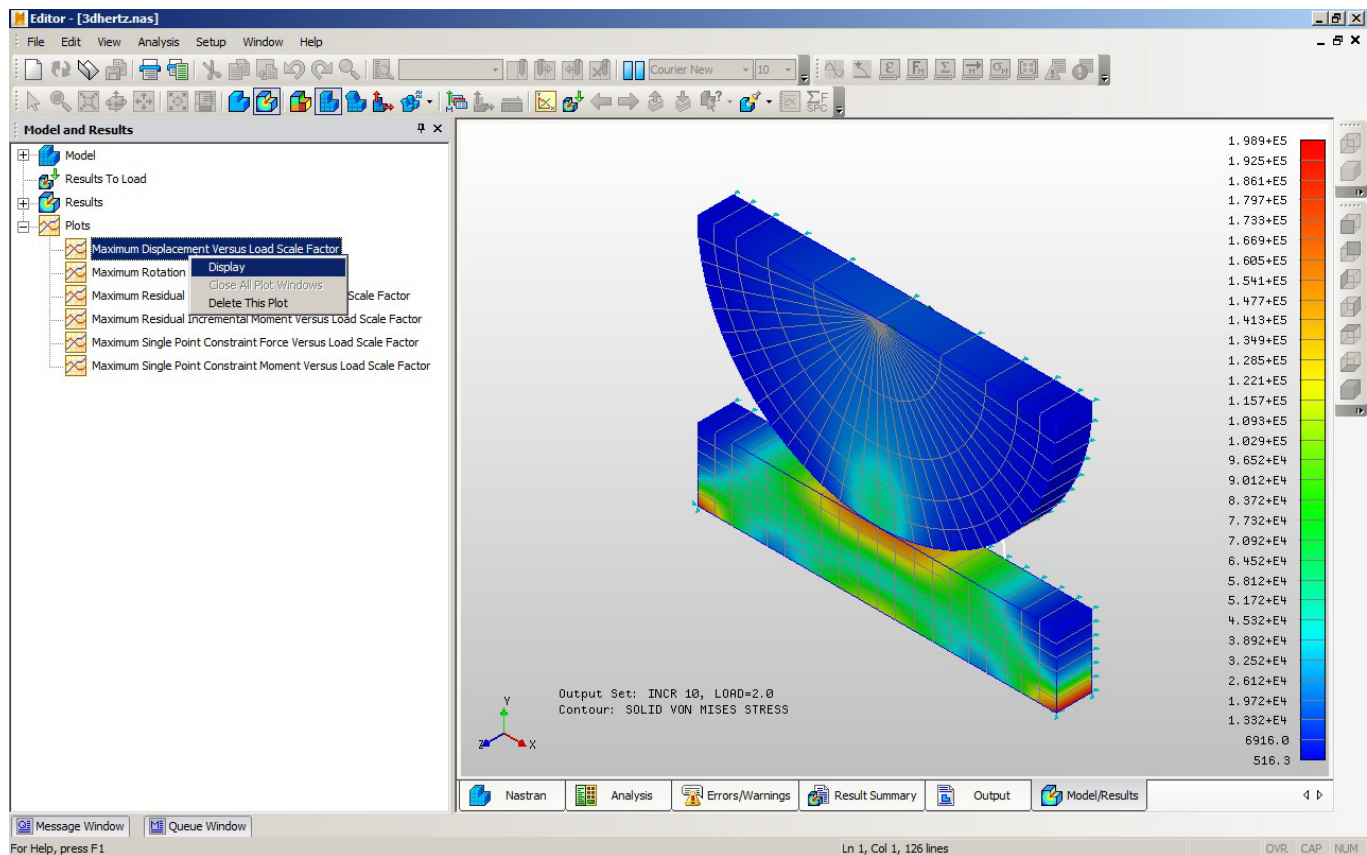 Editor - [3dhertz.nas]
File Edit View Analysis Setup Window Help
Courier New 10
Model and Results
Model
Results To Load
Results
Plots
Maximum Displacement Versus Load Scale Factor
Display
Maximum Rotation
Close All Plot Windows
Maximum Residual Scale Factor
Delete This Plot
Maximum Residual Incremental Moment Versus Load Scale Factor
Maximum Single Point Constraint Force Versus Load Scale Factor
Maximum Single Point Constraint Moment Versus Load Scale Factor
1.989+E5
1.925+E5
1.861+E5
1.797+E5
1.733+E5
1.669+E5
1.605+E5
1.541+E5
1.477+E5
1.413+E5
1.349+E5
1.285+E5
1.221+E5
1.157+E5
1.093+E5
1.029+E5
9.652+E4
9.012+E4
8.372+E4
7.732+E4
7.092+E4
6.452+E4
5.812+E4
5.172+E4
4.532+E4
3.892+E4
3.252+E4
2.612+E4
1.972+E4
1.332+E4
6916.0
516.3
Output Set: INCR 10, LOAD=2.0
Contour: SOLID VON MISES STRESS
Y
Z X
Nastran Analysis Errors/Warnings Result Summary Output Model/Results
Message Window Queue Window
For Help, press F1 Ln 1, Col 1, 126 lines OVR CAP NUM